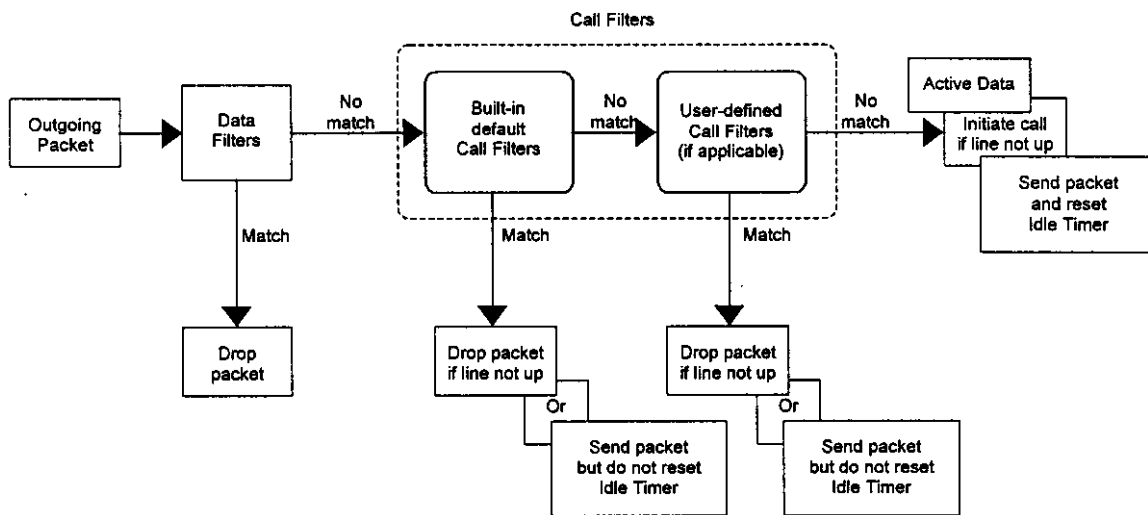 Call Filters
Outgoing
Packet
Data
Filters
No
match
Built-in
default
Call Filters
No
match
User-defined
Call Filters
(if applicable)
No
match
Active Data
Initiate call
if line not up
Send packet
and reset
Idle Timer
Match
Match
Match
Drop
packet
Drop packet
if line not up
Or
Send packet
but do not reset
Idle Timer
Drop packet
if line not up
Or
Send packet
but do not reset
Idle Timer